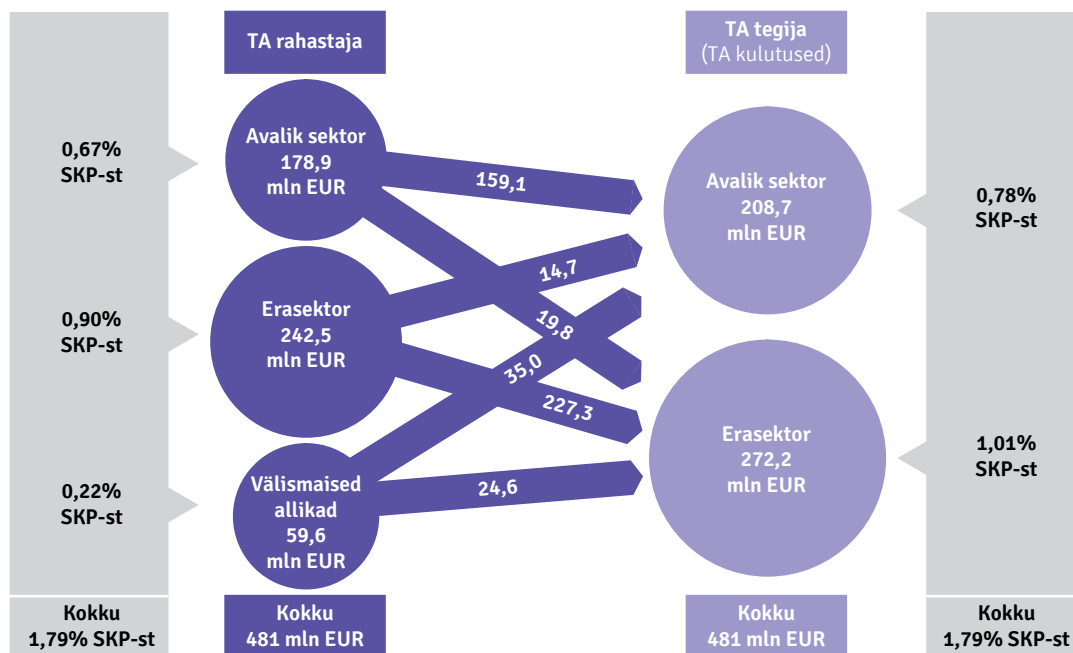 TA rahastaja
TA tegija
(TA kulutused)
0,67%
SKP-st
0,90%
SKP-st
0,22%
SKP-st
Kokku
1,79% SKP-st
Avalik sektor
178,9
mln EUR
Erasektor
242,5
mln EUR
Välismaised
allikad
59,6
mln EUR
Kokku
481 mln EUR
159,1
14,7
19,8
35,0
227,3
24,6
Avalik sektor
208,7
mln EUR
Erasektor
272,2
mln EUR
Kokku
481 mln EUR
0,78%
SKP-st
1,01%
SKP-st
Kokku
1,79% SKP-st